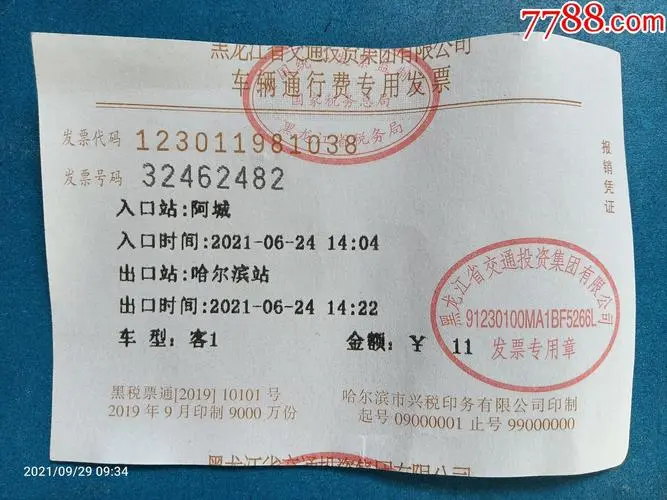 7788.com
黑龙江省交通投资集团有限公司
车辆通行费专用发票
国家税务总局
黑龙江省税务局
发票代码 123011981038
发票号码 32462482
报销凭证
入口站:阿城
入口时间:2021-06-24 14:04
出口站:哈尔滨站
出口时间:2021-06-24 14:22
车 型: 客1 金额: ¥ 11
黑龙江省交通投资集团有限公司
91230100MA1BF5266L
发票专用章
黑税票通[2019] 10101 号
2019 年 9 月印制 9000 万份
哈尔滨市兴税印务有限公司印制
起号 09000001 止号 99000000
2021/09/29 09:34
黑龙江省交通投资集团有限公司